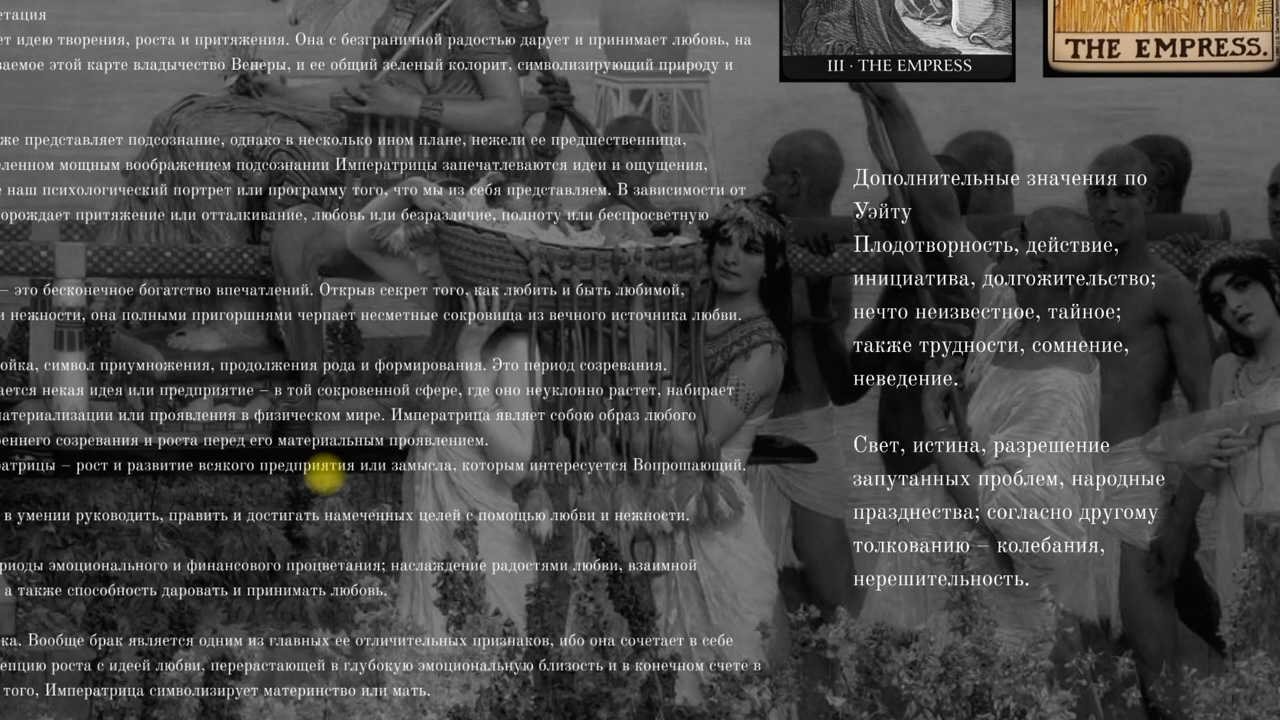 етация
ет идею творения, роста и притяжения. Она с безграничной радостью дарует и принимает любовь, на
ваемое этой карте владычество Венеры, и ее общий зеленый колорит, символизирующий природу и
же представляет подсознание, однако в несколько ином плане, нежели ее предшественница,
еленном мощным воображением подсознании Императрицы запечатлеваются идеи и ощущения,
е наш психологический портрет или программу того, что мы из себя представляем. В зависимости от
орождает притяжение или отталкивание, любовь или безразличие, полноту или беспросветную
– это бесконечное богатство впечатлений. Открыв секрет того, как любить и быть любимой,
и нежности, она полными пригоршнями черпает несметные сокровища из вечного источника любви.
ройка, символ приумножения, продолжения рода и формирования. Это период созревания.
ается некая идея или предприятие – в той сокровенной сфере, где оно неуклонно растет, набирает
материализации или проявления в физическом мире. Императрица являет собою образ любого
реннего созревания и роста перед его материальным проявлением.
ратрицы – рост и развитие всякого предприятия или замысла, которым интересуется Вопрошающий.
в умении руководить, править и достигать намеченных целей с помощью любви и нежности.
риоды эмоционального и финансового процветания; наслаждение радостями любви, взаимной
а также способность даровать и принимать любовь.
ка. Вообще брак является одним из главных ее отличительных признаков, ибо она сочетает в себе
епцию роста с идеей любви, перерастающей в глубокую эмоциональную близость и в конечном счете в
того, Императрица символизирует материнство или мать.
III · THE EMPRESS
THE EMPRESS.
Дополнительные значения по
Уэйту
Плодотворность, действие,
инициатива, долгожительство;
нечто неизвестное, тайное;
также трудности, сомнение,
неведение.
Свет, истина, разрешение
запутанных проблем, народные
празднества; согласно другому
толкованию – колебания,
нерешительность.